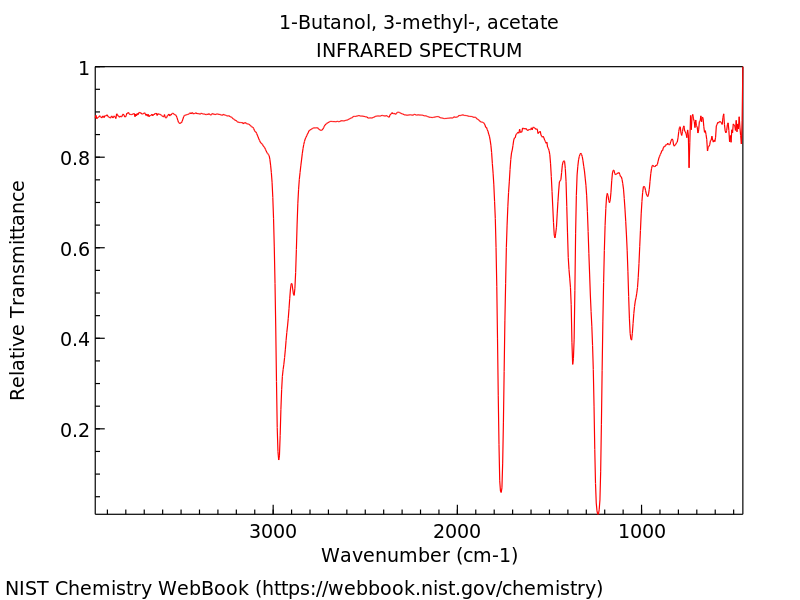 1-Butanol, 3-methyl-, acetate
INFRARED SPECTRUM
1
0.8
0.6
0.4
0.2
Relative Transmittance
3000 2000 1000
Wavenumber (cm-1)
NIST Chemistry WebBook (https://webbook.nist.gov/chemistry)